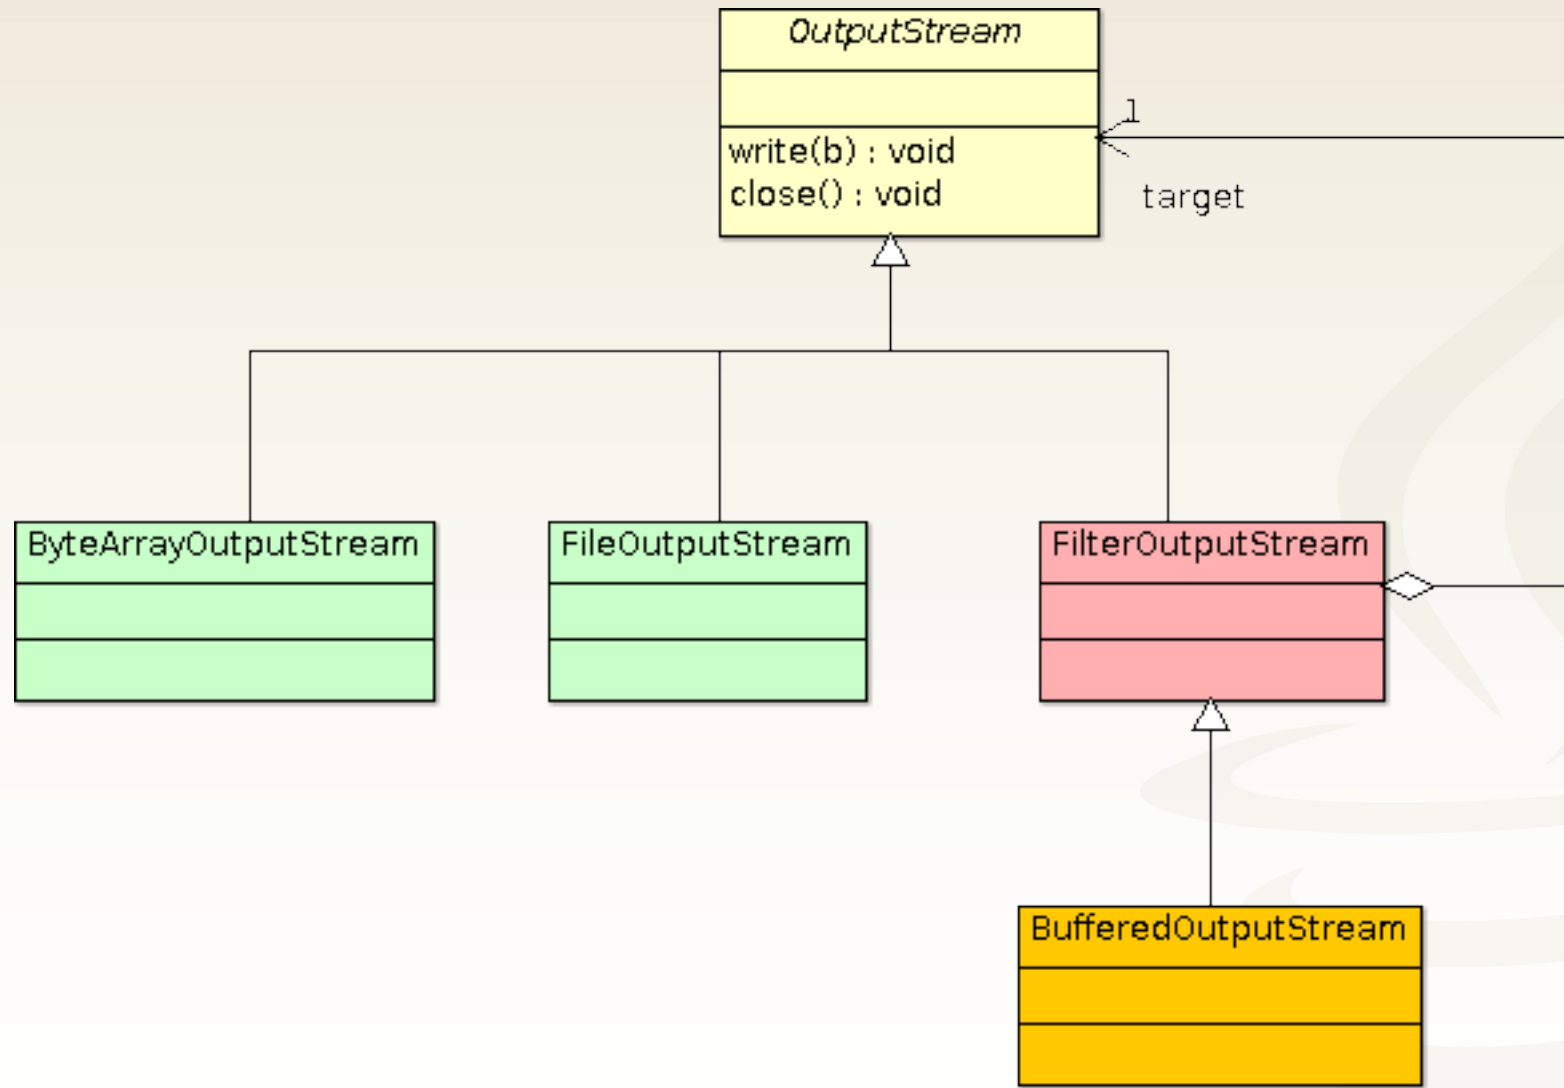 OutputStream
write(b) : void
close() : void
1
target
ByteArrayOutputStream
FileOutputStream
FilterOutputStream
BufferedOutputStream